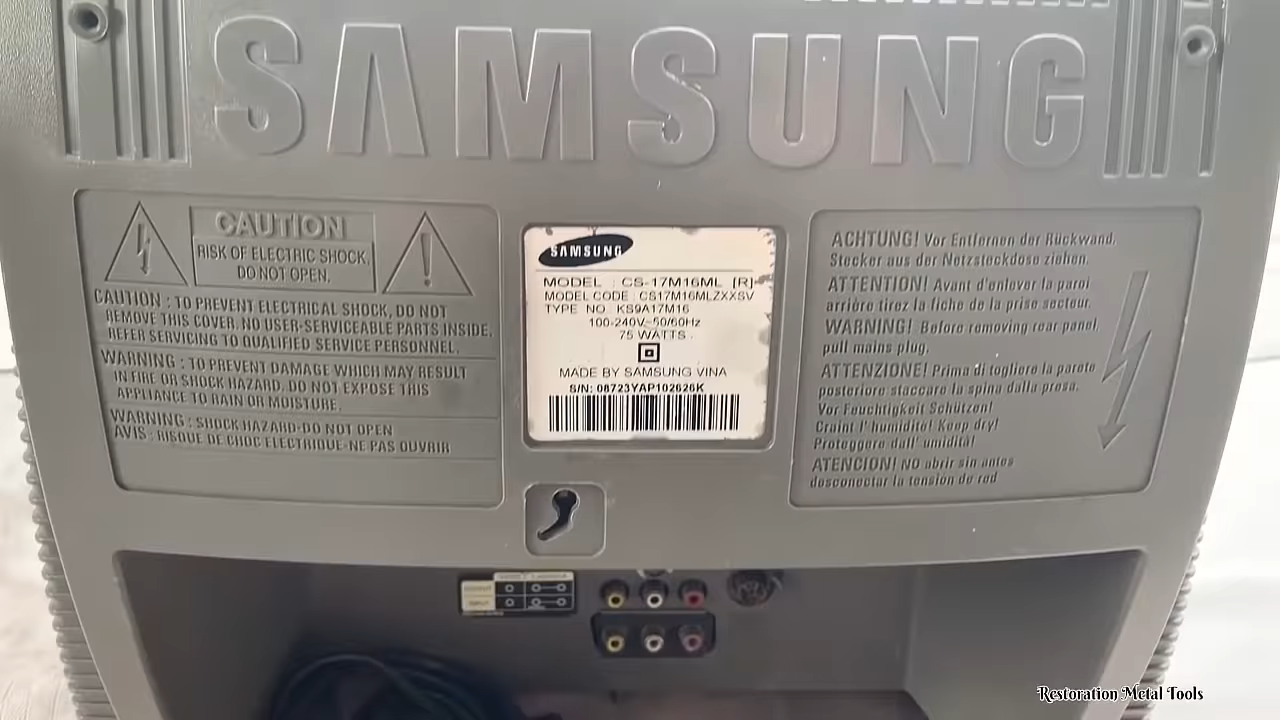 SAMSUNG
CAUTION
RISK OF ELECTRIC SHOCK,
DO NOT OPEN.
CAUTION : TO PREVENT ELECTRICAL SHOCK, DO NOT
REMOVE THIS COVER. NO USER-SERVICEABLE PARTS INSIDE,
REFER SERVICING TO QUALIFIED SERVICE PERSONNEL.
WARNING : TO PREVENT DAMAGE WHICH MAY RESULT
IN FIRE OR SHOCK HAZARD. DO NOT EXPOSE THIS
APPLIANCE TO RAIN OR MOISTURE.
WARNING : SHOCK HAZARD-DO NOT OPEN
AVIS : RISQUE DE CHOC ELECTRIQUE-NE PAS OUVRIR
SAMSUNG
MODEL : CS-17M16ML [R]
MODEL CODE : CS17M16MLZXXSV
TYPE NO KS9A17M16
100-240V~50/60Hz
75 WATTS
MADE BY SAMSUNG VINA
S/N: 08723YAP102626K
ACHTUNG! Vor Entfernen der Rückwand,
Stecker aus der Netzsteckdose ziehen.
ATTENTION! Avant d'enlever la paroi
arrière tirez la fiche de la prise secteur.
WARNING! Before removing rear panel,
pull mains plug.
ATTENZIONE! Prima di togliere la parete
posteriore staccare la spina dalla presa.
Vor Feuchtigkeit Schützen!
Craint l'humidité! Keep dry!
Proteggere dall' umidità!
ATENCION! NO abrir sin antes
desconectar la tensión de red
INPUT
Restoration Metal Tools